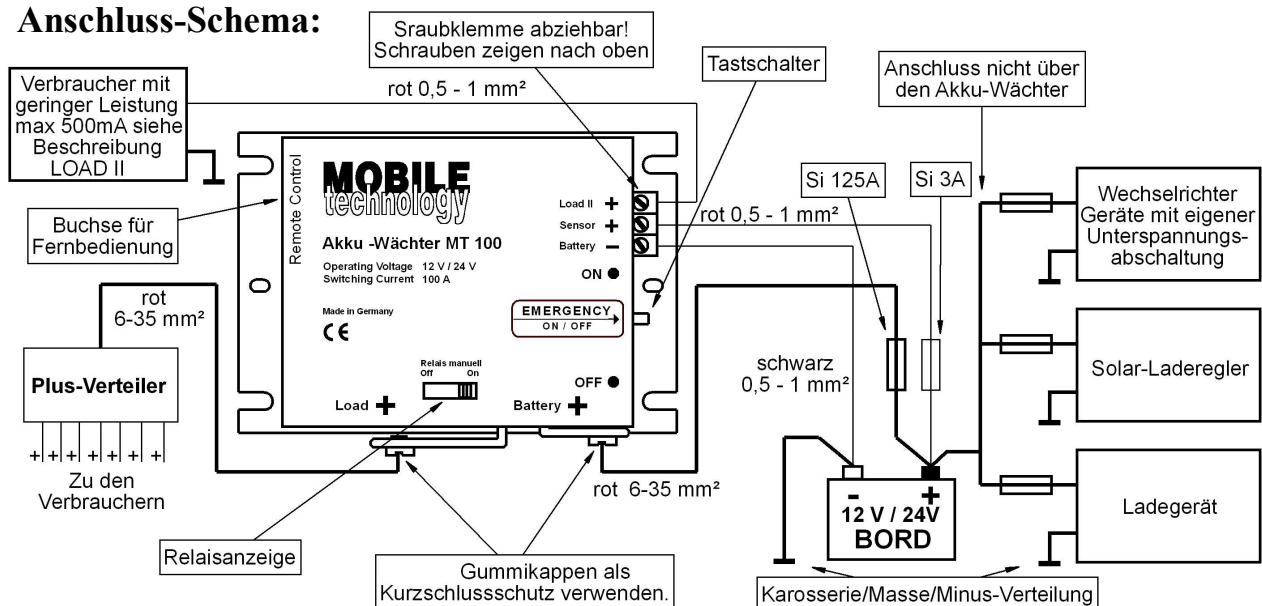 Anschluss-Schema:
Sraubklemme abziehbar!
Schrauben zeigen nach oben
Tastschalter
Anschluss nicht über
den Akku-Wächter
Verbraucher mit
geringer Leistung
max 500mA siehe
Beschreibung
LOAD II
rot 0,5 - 1 mm²
Si 125A
Si 3A
Wechselrichter
Geräte mit eigener
Unterspannungs-
abschaltung
Buchse für
Fernbedienung
Remote Control
MOBILE
technology
Akku -Wächter MT 100
Operating Voltage 12 V / 24 V
Switching Current 100 A
Made in Germany
CE
Load II +
Sensor +
Battery -
ON
EMERGENCY
ON / OFF
OFF
Relais manuell
Off On
Load +
Battery +
rot 0,5 - 1 mm²
rot
6-35 mm²
Plus-Verteiler
+ + + + + + +
Zu den
Verbrauchern
schwarz
0,5 - 1 mm²
Solar-Laderegler
rot 6-35 mm²
- +
12 V / 24V
BORD
Ladegerät
Relaisanzeige
Gummikappen als
Kurzschlussschutz verwenden.
Karosserie/Masse/Minus-Verteilung